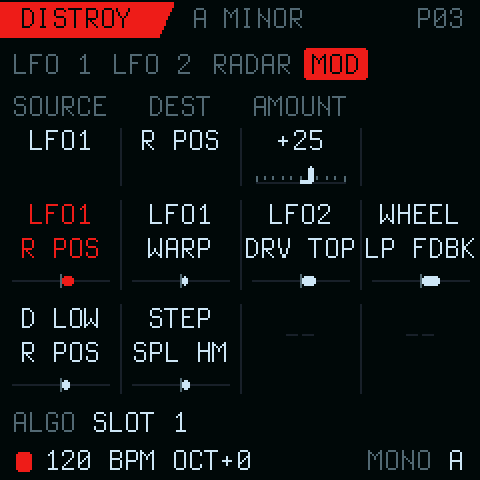 DISTROY A MINOR P03
LFO 1 LFO 2 RADAR MOD
SOURCE DEST AMOUNT
LFO1 R POS +25
LFO1 LFO1 LFO2 WHEEL
R POS WARP DRV TOP LP FDBK
D LOW STEP -- --
R POS SPL HM
ALGO SLOT 1
120 BPM OCT+0 MONO A